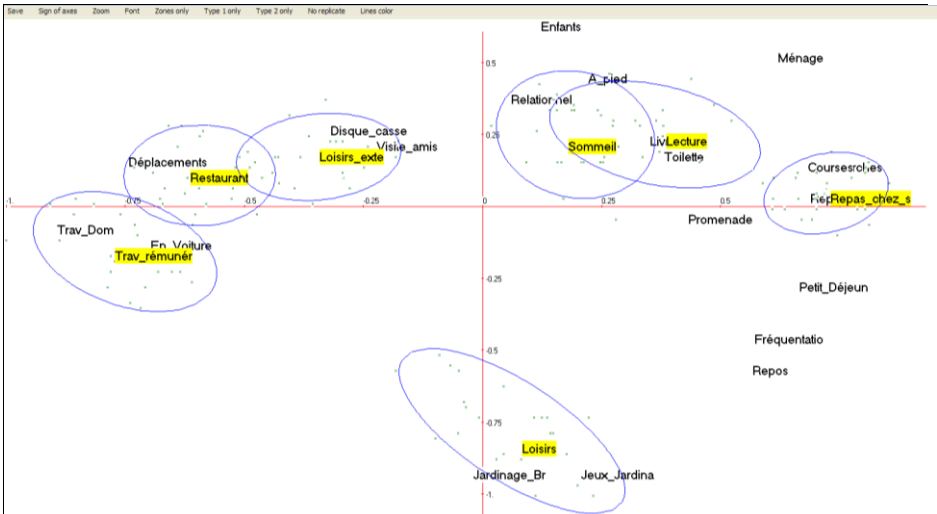 Save Sign of axes Zoom Font Zones only Type 1 only Type 2 only No replicate Lines color
Enfants
Ménage
0.5
A_pied
Relationnel
Disque_casse
0.25
Visite_amis
Lecture
Sommeil
Loisirs_exte
Toilette
Déplacements
Restaurant
Repas_chez_s
-1. -0.75 -0.5 -0.25 0 0.25 0.5
Promenade
Trav_Dom
En_Voiture
Trav_rémunér
-0.25
Petit_Déjeun
Fréquentatio
-0.5
Repos
-0.75
Loisirs
Jardinage_Br Jeux_Jardina
-1.